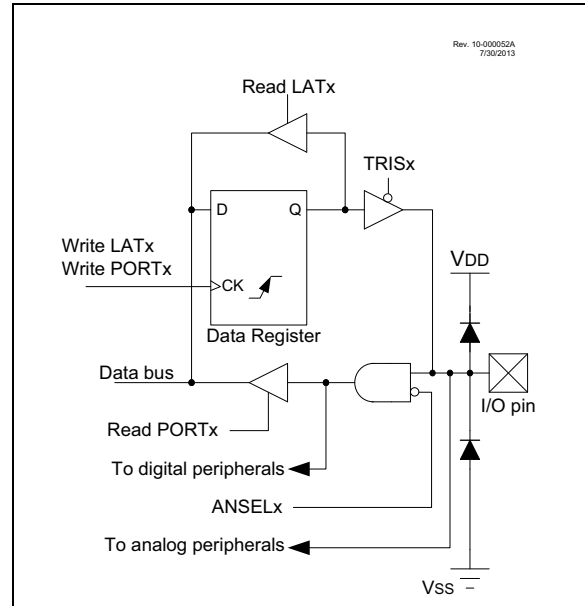 Rev. 10-000052A
7/30/2013
Read LATx
TRISx
D
Q
Write LATx
Write PORTx
CK
VDD
Data Register
Data bus
I/O pin
Read PORTx
To digital peripherals
ANSELx
To analog peripherals
VSS